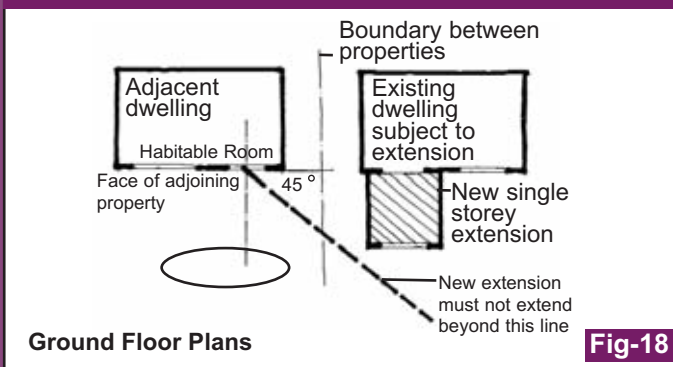 Boundary between
properties
Adjacent
dwelling
Existing
dwelling
subject to
extension
Habitable Room
Face of adjoining
property
45 º
New single
storey
extension
New extension
must not extend
beyond this line
Ground Floor Plans
Fig-18